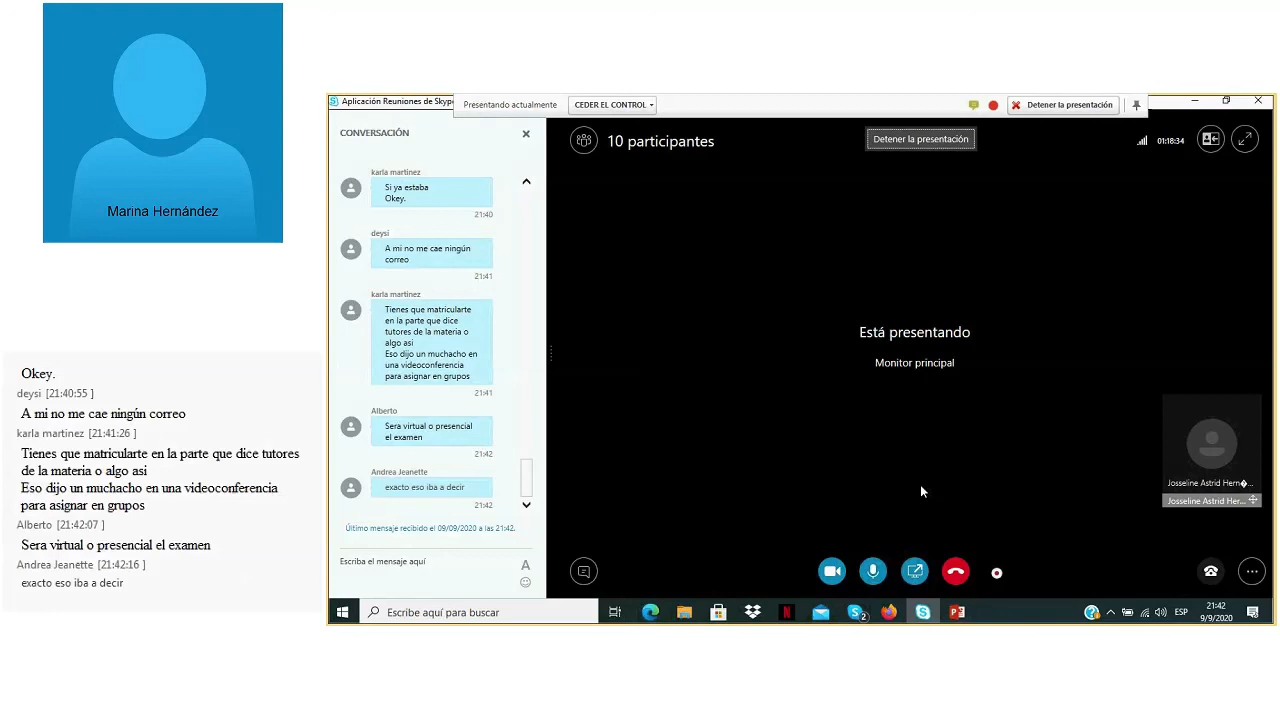 Marina Hernández
Okey.
deysi [21:40:55 ]
A mi no me cae ningún correo
karla martinez [21:41:26 ]
Tienes que matricularte en la parte que dice tutores
de la materia o algo asi
Eso dijo un muchacho en una videoconferencia
para asignar en grupos
Alberto [21:42:07 ]
Sera virtual o presencial el examen
Andrea Jeanette [21:42:16 ]
exacto eso iba a decir
Aplicación Reuniones de Skyp
Presentando actualmente
CEDER EL CONTROL
Detener la presentación
CONVERSACIÓN
karla martinez
Si ya estaba
Okey.
21:40
deysi
A mi no me cae ningún
correo
21:41
karla martinez
Tienes que matricularte
en la parte que dice
tutores de la materia o
algo asi
Eso dijo un muchacho en
una videoconferencia
para asignar en grupos
21:41
Alberto
Sera virtual o presencial
el examen
21:42
Andrea Jeanette
exacto eso iba a decir
21:42
Último mensaje recibido el 09/09/2020 a las 21:42.
Escriba el mensaje aquí
A
10 participantes
Detener la presentación
01:18:34
Está presentando
Monitor principal
Josseline Astrid Hern�...
Josseline Astrid Her...
Escribe aquí para buscar
2
ESP
21:42
9/9/2020